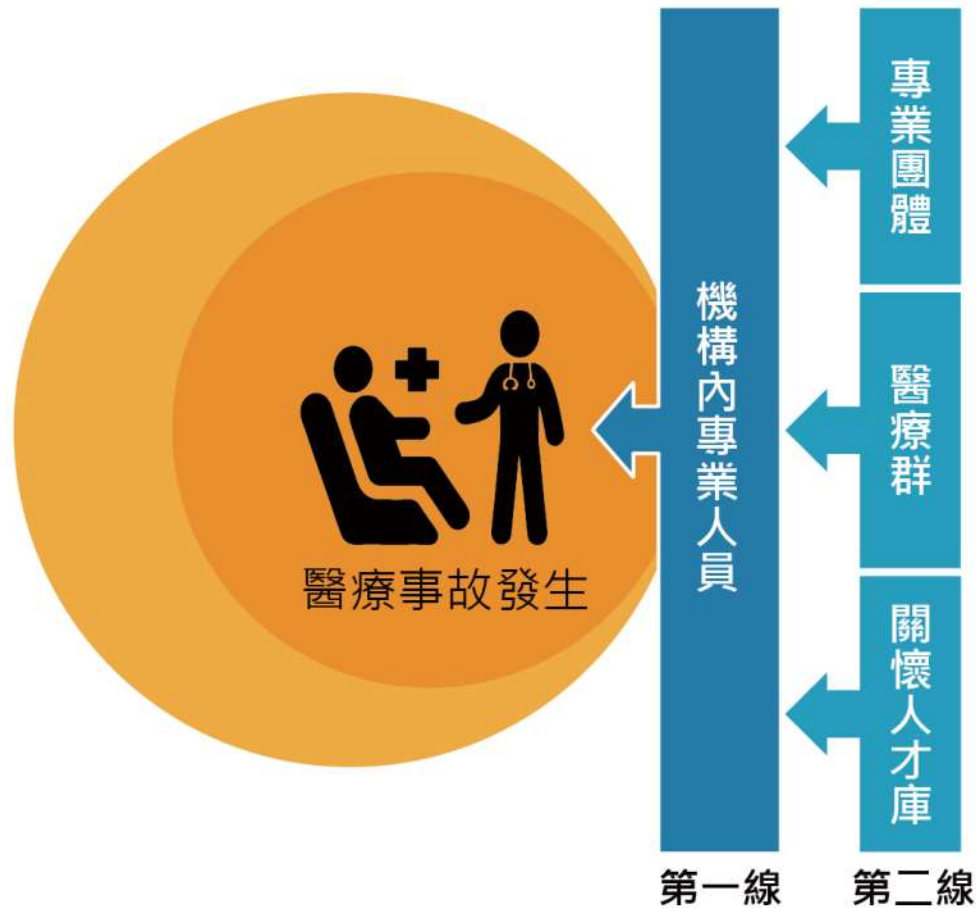 醫療事故發生
機構內專業人員
專業團體
醫療群
關懷人才庫
第一線
第二線